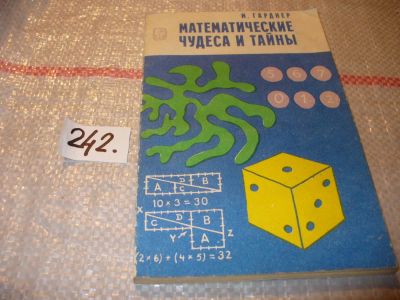 М. ГАРДНЕР
МАТЕМАТИЧЕСКИЕ
ЧУДЕСА И ТАЙНЫ
5 6 7
0 1 2
242.
A D B
C
10 × 3 = 30
X C D
A B
Y Z
(2×6) + (4×5) = 32